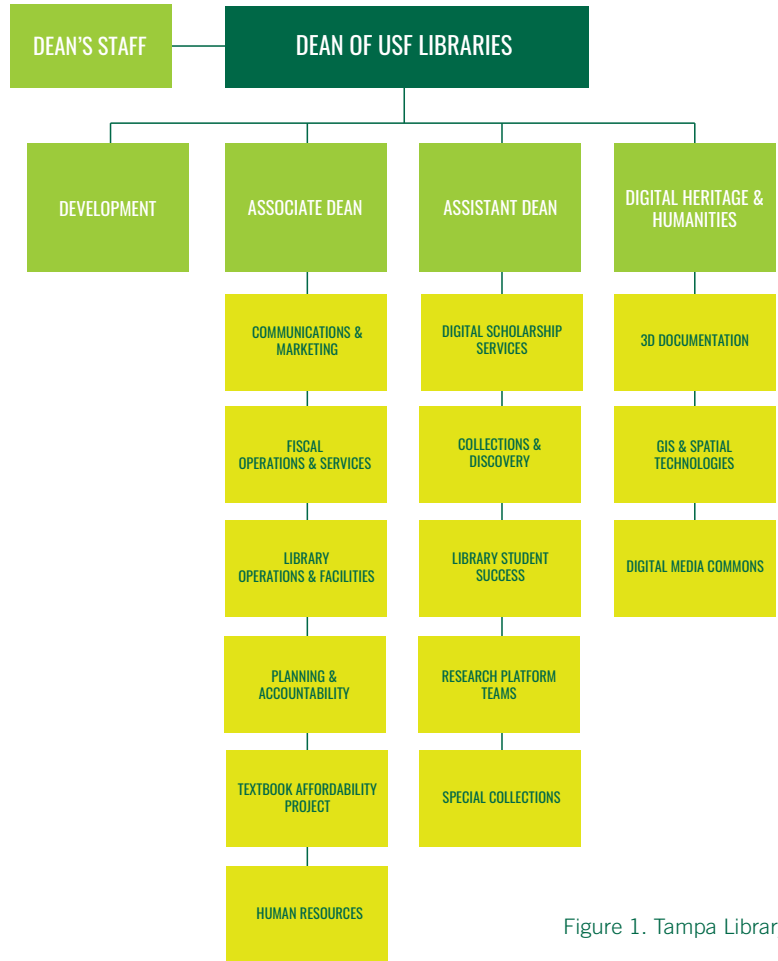 DEAN'S STAFF
DEAN OF USF LIBRARIES
DEVELOPMENT
ASSOCIATE DEAN
ASSISTANT DEAN
DIGITAL HERITAGE &
HUMANITIES
COMMUNICATIONS &
MARKETING
FISCAL
OPERATIONS & SERVICES
LIBRARY
OPERATIONS & FACILITIES
PLANNING &
ACCOUNTABILITY
TEXTBOOK AFFORDABILITY
PROJECT
HUMAN RESOURCES
DIGITAL SCHOLARSHIP
SERVICES
COLLECTIONS &
DISCOVERY
LIBRARY STUDENT
SUCCESS
RESEARCH PLATFORM
TEAMS
SPECIAL COLLECTIONS
3D DOCUMENTATION
GIS & SPATIAL
TECHNOLOGIES
DIGITAL MEDIA COMMONS
Figure 1. Tampa Librar